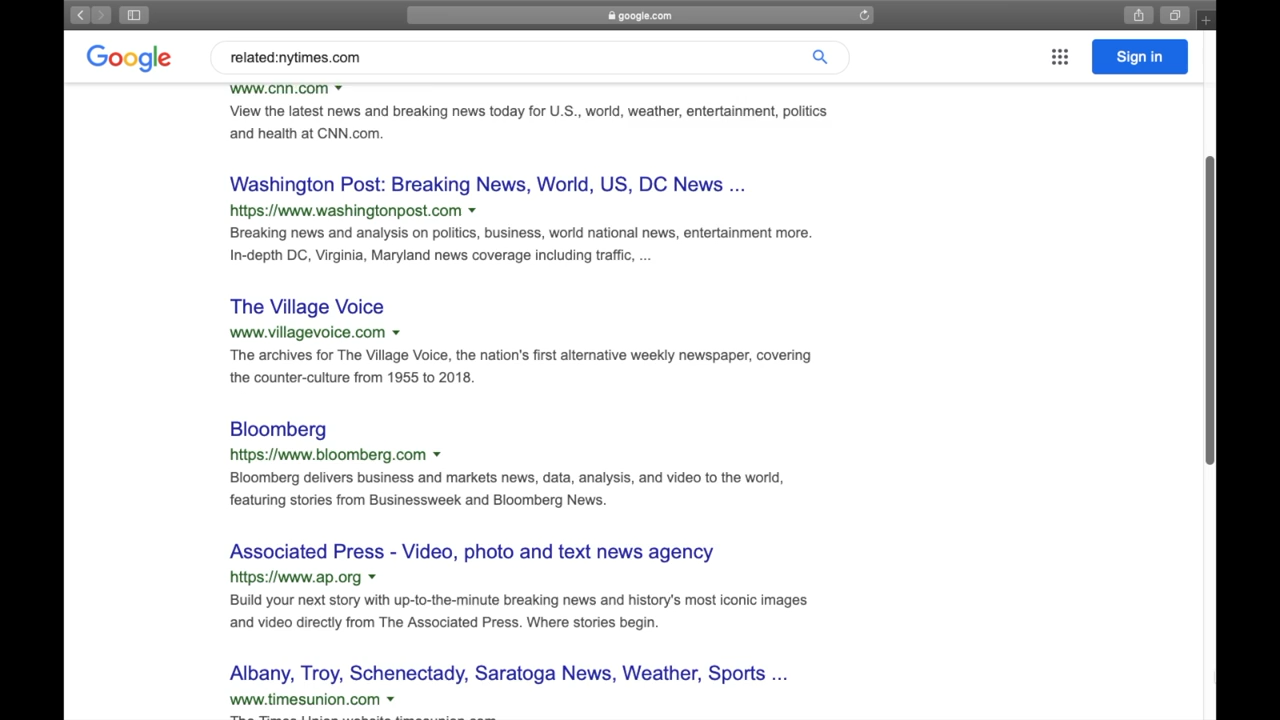 google.com
Google
related:nytimes.com
Sign in
www.cnn.com
View the latest news and breaking news today for U.S., world, weather, entertainment, politics
and health at CNN.com.
Washington Post: Breaking News, World, US, DC News ...
https://www.washingtonpost.com
Breaking news and analysis on politics, business, world national news, entertainment more.
In-depth DC, Virginia, Maryland news coverage including traffic, ...
The Village Voice
www.villagevoice.com
The archives for The Village Voice, the nation's first alternative weekly newspaper, covering
the counter-culture from 1955 to 2018.
Bloomberg
https://www.bloomberg.com
Bloomberg delivers business and markets news, data, analysis, and video to the world,
featuring stories from Businessweek and Bloomberg News.
Associated Press - Video, photo and text news agency
https://www.ap.org
Build your next story with up-to-the-minute breaking news and history's most iconic images
and video directly from The Associated Press. Where stories begin.
Albany, Troy, Schenectady, Saratoga News, Weather, Sports ...
www.timesunion.com
The Times Union website timesunion.com